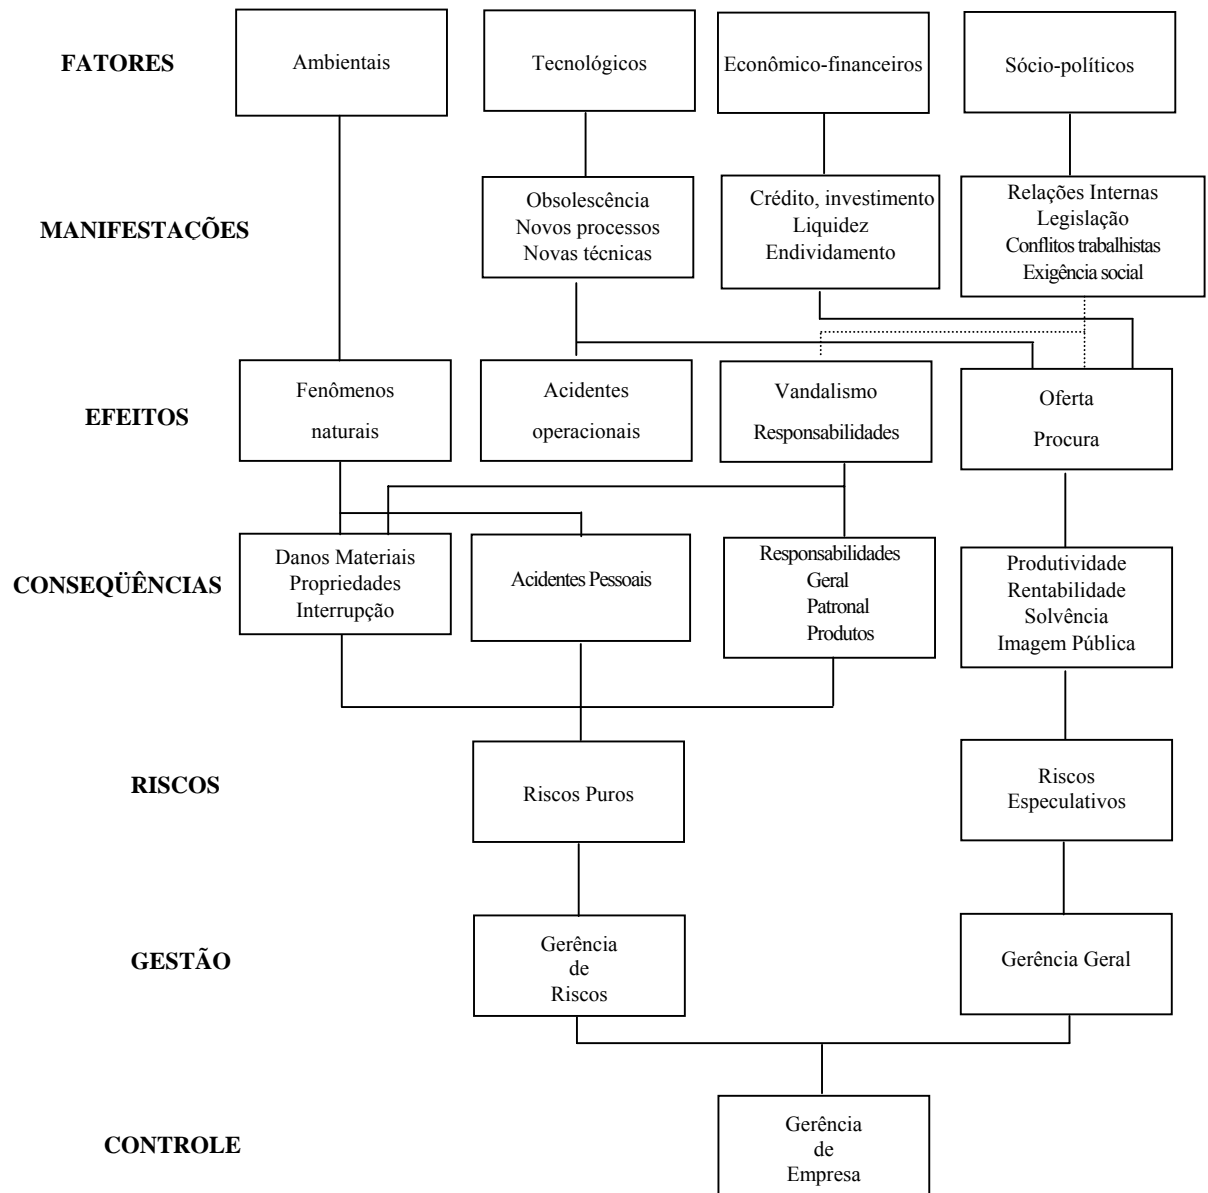 FATORES
Ambientais
Tecnológicos
Econômico-financeiros
Sócio-políticos
MANIFESTAÇÕES
Obsolescência
Novos processos
Novas técnicas
Crédito, investimento
Liquidez
Endividamento
Relações Internas
Legislação
Conflitos trabalhistas
Exigência social
EFEITOS
Fenômenos
naturais
Acidentes
operacionais
Vandalismo
Responsabilidades
Oferta
Procura
CONSEQÜÊNCIAS
Danos Materiais
Propriedades
Interrupção
Acidentes Pessoais
Responsabilidades
Geral
Patronal
Produtos
Produtividade
Rentabilidade
Solvência
Imagem Pública
RISCOS
Riscos Puros
Riscos
Especulativos
GESTÃO
Gerência
de
Riscos
Gerência Geral
CONTROLE
Gerência
de
Empresa